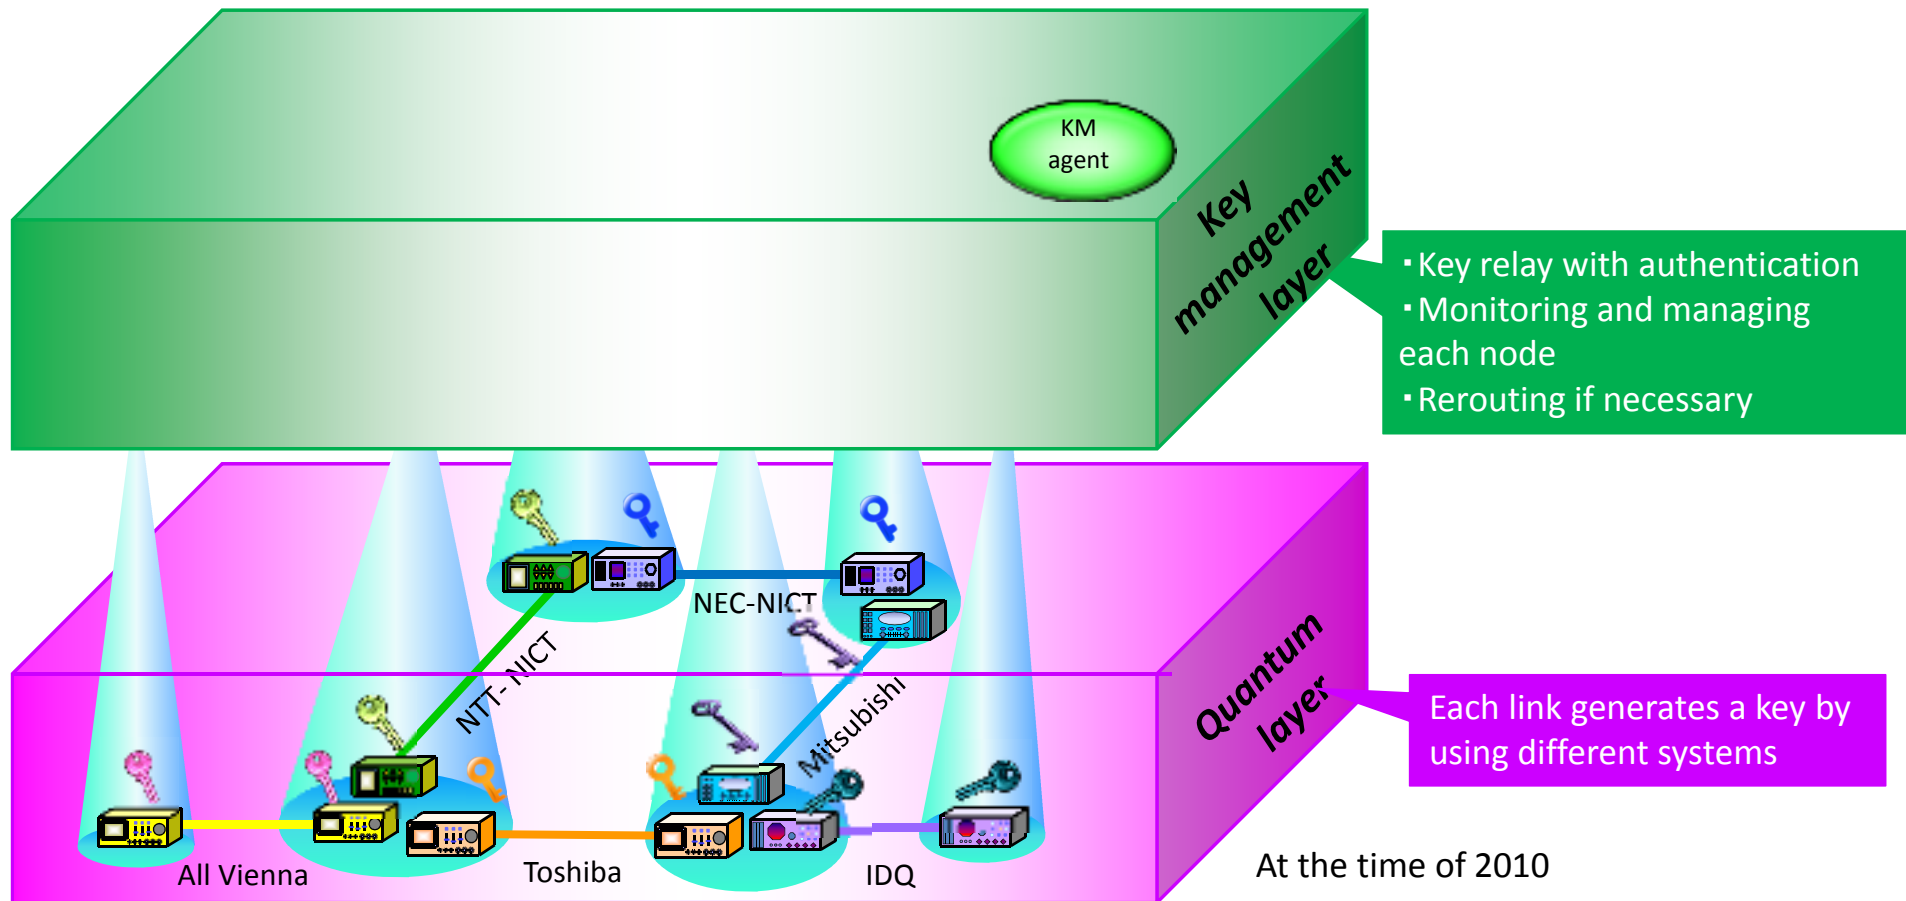 KM
agent
Key
management
layer
・Key relay with authentication
・Monitoring and managing
each node
・Rerouting if necessary
NEC-NICT
NTT- NICT
Mitsubishi
Quantum
layer
Each link generates a key by
using different systems
All Vienna
Toshiba
IDQ
At the time of 2010